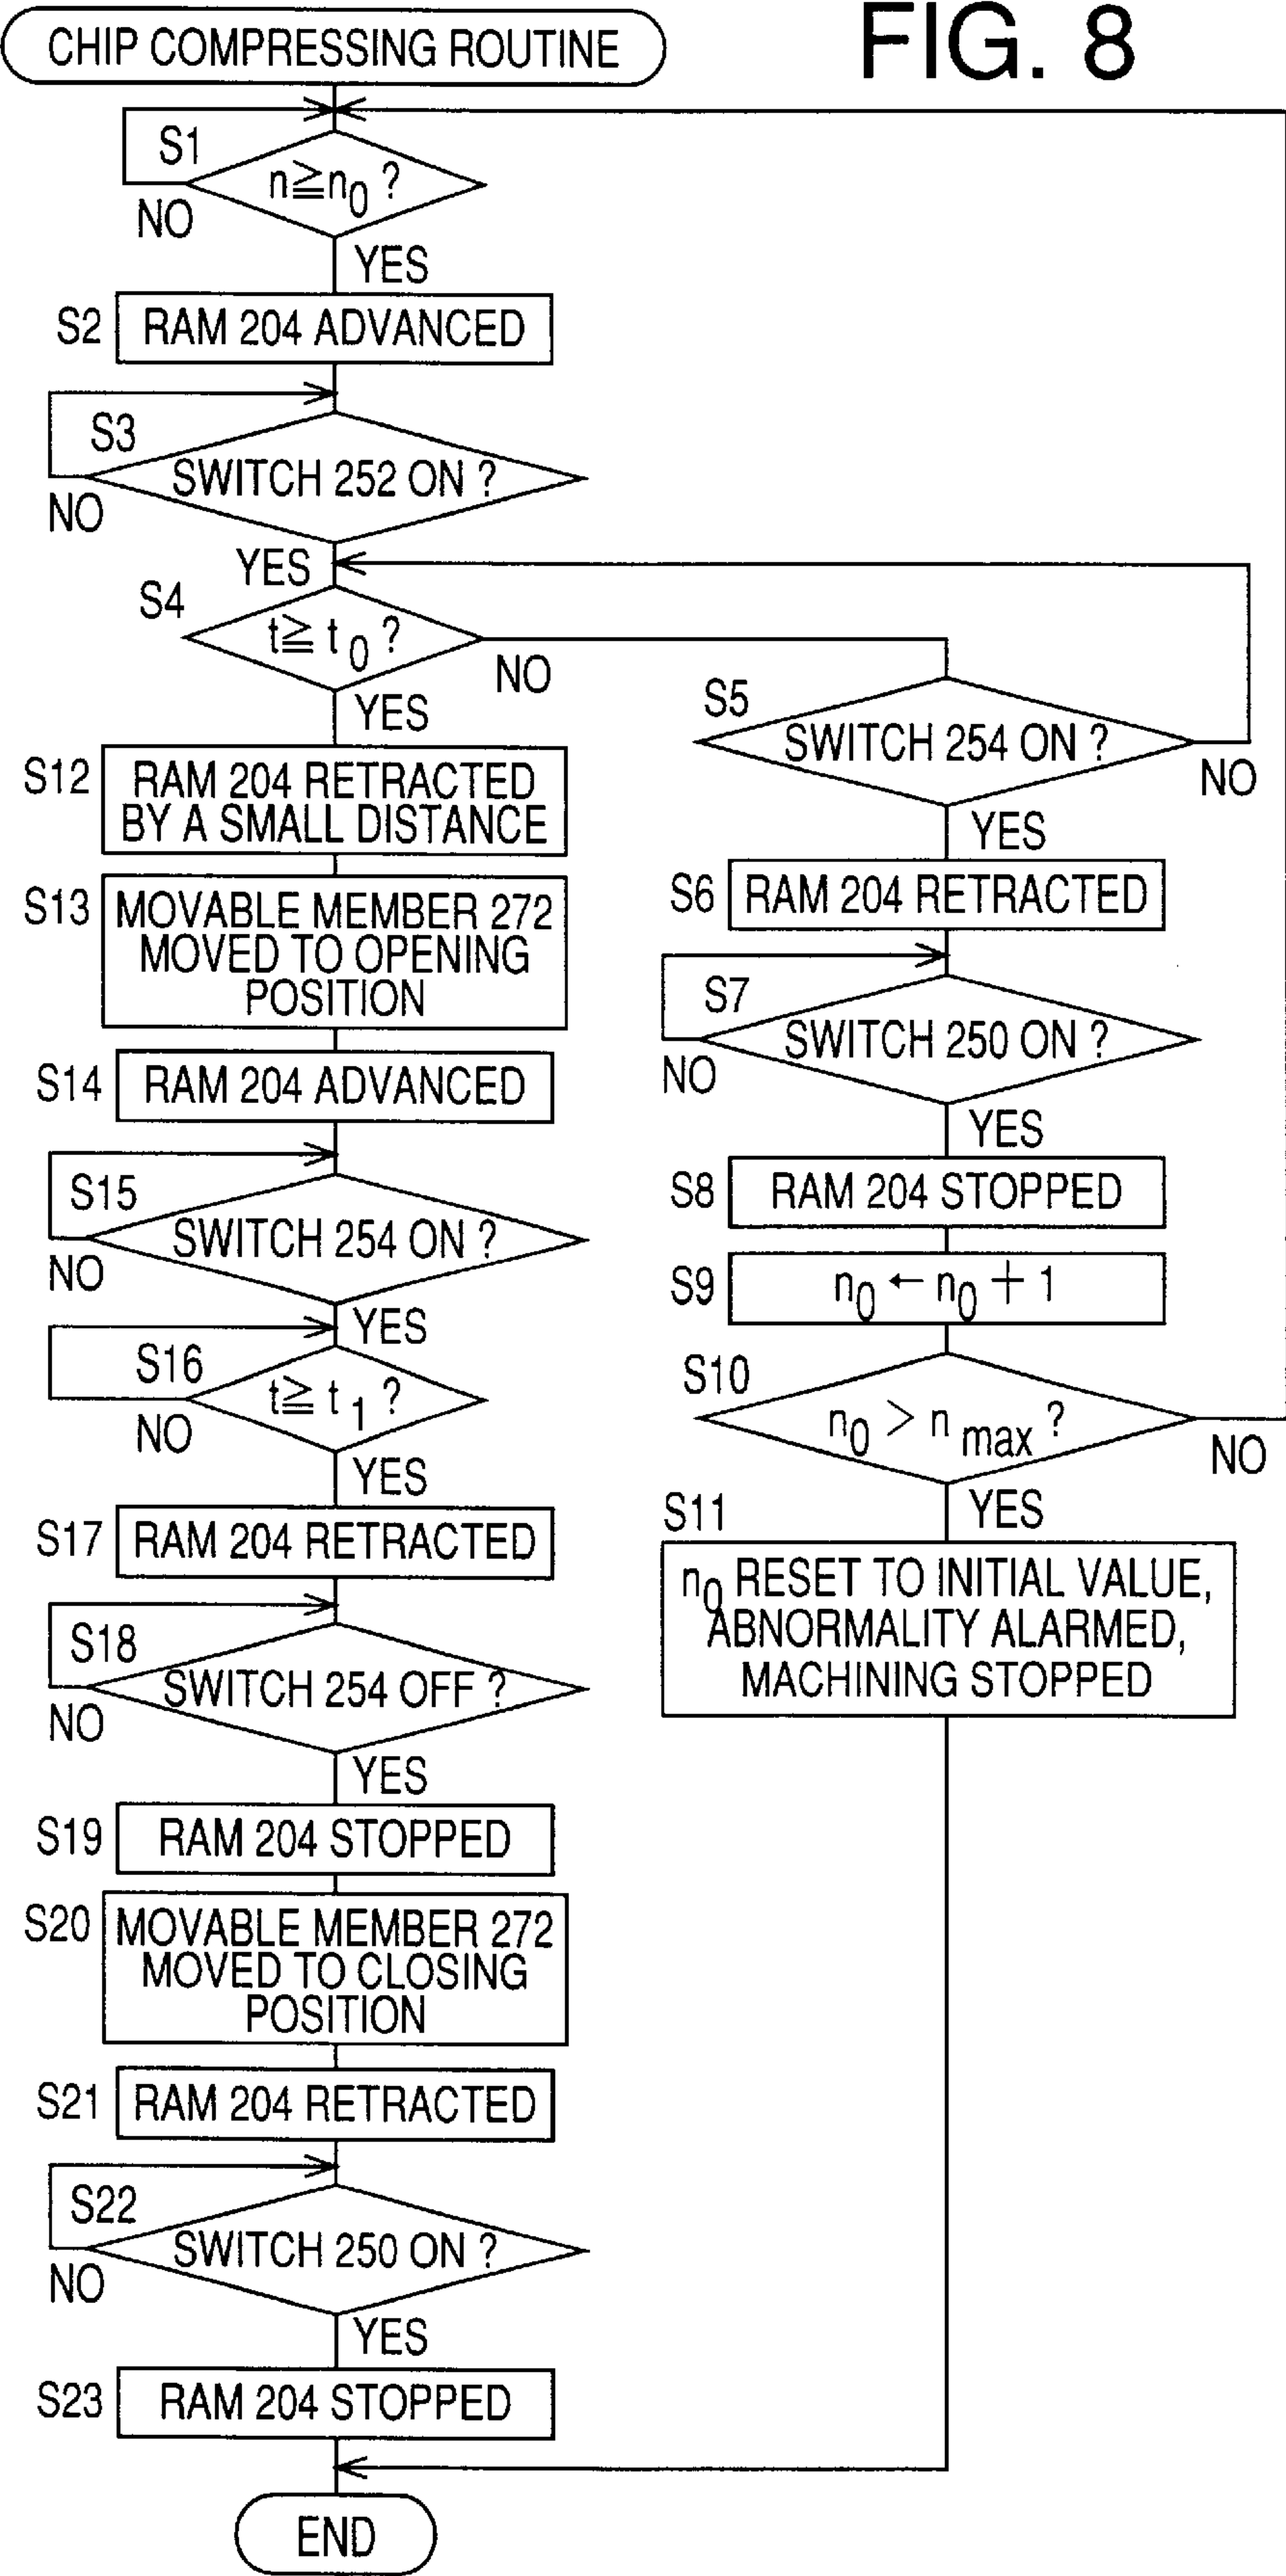 FIG. 8
CHIP COMPRESSING ROUTINE
S1
n≧n0 ?
NO
YES
S2
RAM 204 ADVANCED
S3
SWITCH 252 ON ?
NO
YES
S4
t≧ t0 ?
NO
YES
S12
RAM 204 RETRACTED
BY A SMALL DISTANCE
S13
MOVABLE MEMBER 272
MOVED TO OPENING
POSITION
S14
RAM 204 ADVANCED
S15
SWITCH 254 ON ?
NO
YES
S16
t≧ t1 ?
NO
YES
S17
RAM 204 RETRACTED
S18
SWITCH 254 OFF ?
NO
YES
S19
RAM 204 STOPPED
S20
MOVABLE MEMBER 272
MOVED TO CLOSING
POSITION
S21
RAM 204 RETRACTED
S22
SWITCH 250 ON ?
NO
YES
S23
RAM 204 STOPPED
END
S5
SWITCH 254 ON ?
NO
YES
S6
RAM 204 RETRACTED
S7
SWITCH 250 ON ?
NO
YES
S8
RAM 204 STOPPED
S9
n0 ← n0 + 1
S10
n0 > n max ?
NO
YES
S11
n0 RESET TO INITIAL VALUE,
ABNORMALITY ALARMED,
MACHINING STOPPED